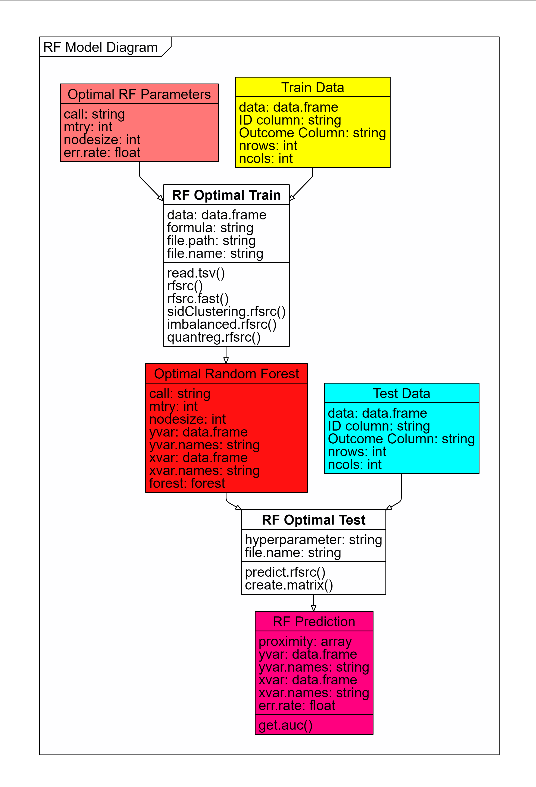 RF Model Diagram
Optimal RF Parameters
call: string
mtry: int
nodesize: int
err.rate: float
Train Data
data: data.frame
ID column: string
Outcome Column: string
nrows: int
ncols: int
RF Optimal Train
data: data.frame
formula: string
file.path: string
file.name: string
read.tsv()
rfsrc()
rfsrc.fast()
sidClustering.rfsrc()
imbalanced.rfsrc()
quantreg.rfsrc()
Optimal Random Forest
call: string
mtry: int
nodesize: int
yvar: data.frame
yvar.names: string
xvar: data.frame
xvar.names: string
forest: forest
Test Data
data: data.frame
ID column: string
Outcome Column: string
nrows: int
ncols: int
RF Optimal Test
hyperparameter: string
file.name: string
predict.rfsrc()
create.matrix()
RF Prediction
proximity: array
yvar: data.frame
yvar.names: string
xvar: data.frame
xvar.names: string
err.rate: float
get.auc()